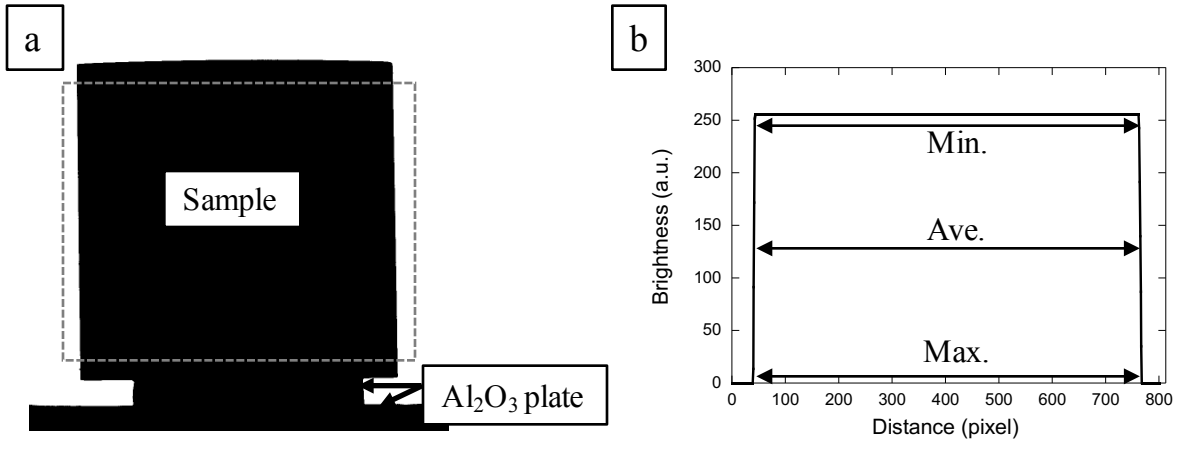 a
Sample
Al₂O₃ plate
b
300
250
200
150
100
50
0
Brightness (a.u.)
Min.
Ave.
Max.
0 100 200 300 400 500 600 700 800
Distance (pixel)